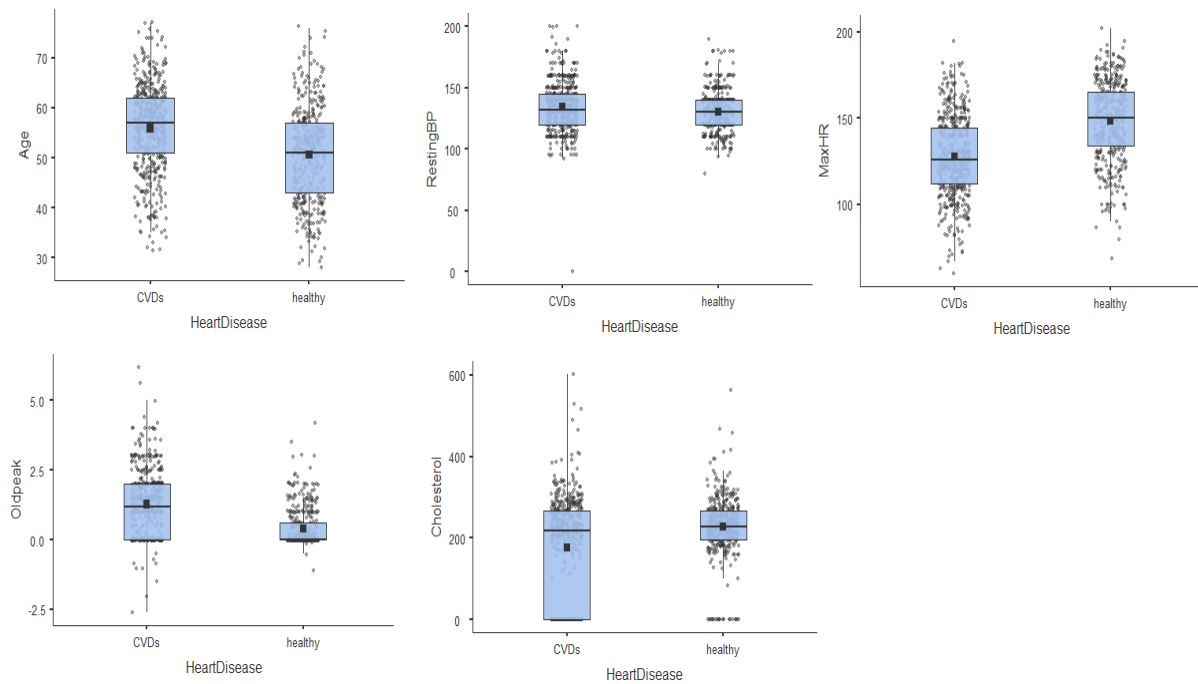 Age
70
60
50
40
30
CVDs
healthy
HeartDisease
RestingBP
200
150
100
50
0
CVDs
healthy
HeartDisease
MaxHR
200
150
100
CVDs
healthy
HeartDisease
Oldpeak
5.0
2.5
0.0
-2.5
CVDs
healthy
HeartDisease
Cholesterol
600
400
200
0
CVDs
healthy
HeartDisease